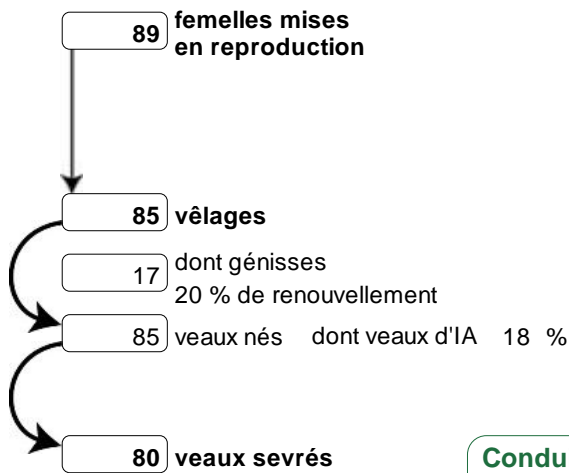 89 femelles mises
en reproduction
85 vêlages
17 dont génisses
20 % de renouvellement
85 veaux nés dont veaux d'IA 18 %
80 veaux sevrés
Condu